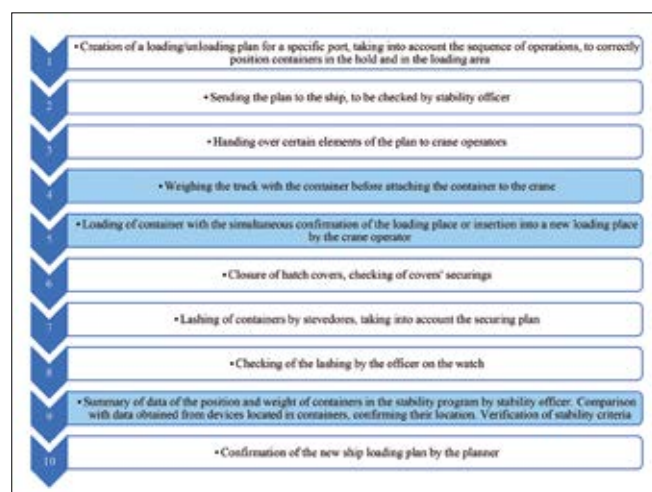 1
• Creation of a loading/unloading plan for a specific port, taking into account the sequence of operations, to correctly
position containers in the hold and in the loading area
2
• Sending the plan to the ship, to be checked by stability officer
3
• Handing over certain elements of the plan to crane operators
4
• Weighing the track with the container before attaching the container to the crane
5
• Loading of container with the simultaneous confirmation of the loading place or insertion into a new loading place
by the crane operator
6
• Closure of hatch covers, checking of covers' securings
7
• Lashing of containers by stevedores, taking into account the securing plan
8
• Checking of the lashing by the officer on the watch
9
• Summary of data of the position and weight of containers in the stability program by stability officer. Comparison
with data obtained from devices located in containers, confirming their location. Verification of stability criteria
10
• Confirmation of the new ship loading plan by the planner